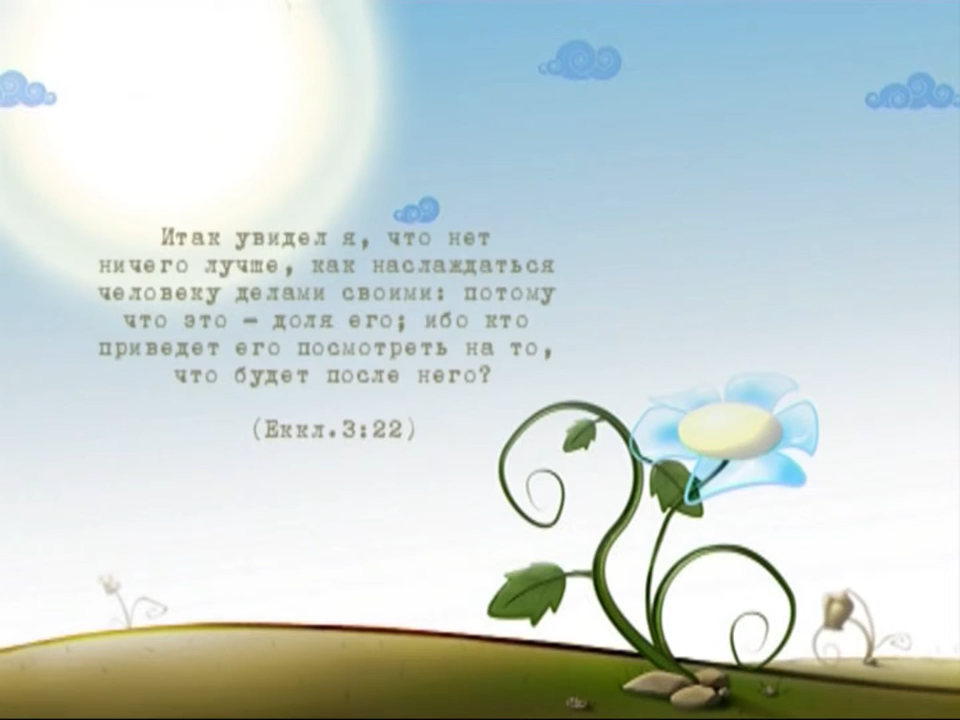 Итак увидел я, что нет
ничего лучше, как наслаждаться
человеку делами своими: потому
что это - доля его; ибо кто
приведет его посмотреть на то,
что будет после него?
(Еккл.3:22)